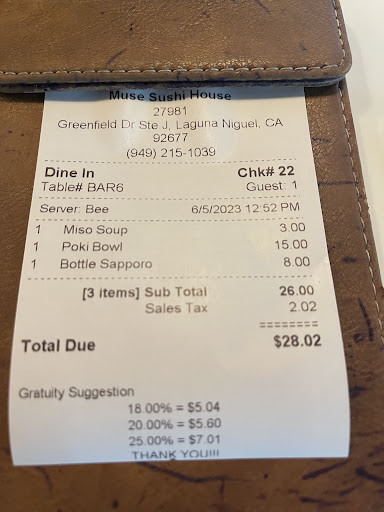 Muse Sushi House
27981
Greenfield Dr Ste J, Laguna Niguel, CA
92677
(949) 215-1039
Dine In Chk# 22
Table# BAR6 Guest: 1
Server: Bee 6/5/2023 12:52 PM
1 Miso Soup 3.00
1 Poki Bowl 15.00
1 Bottle Sapporo 8.00
[3 items] Sub Total 26.00
Sales Tax 2.02
========
Total Due $28.02
Gratuity Suggestion
18.00% = $5.04
20.00% = $5.60
25.00% = $7.01
THANK YOU!!!